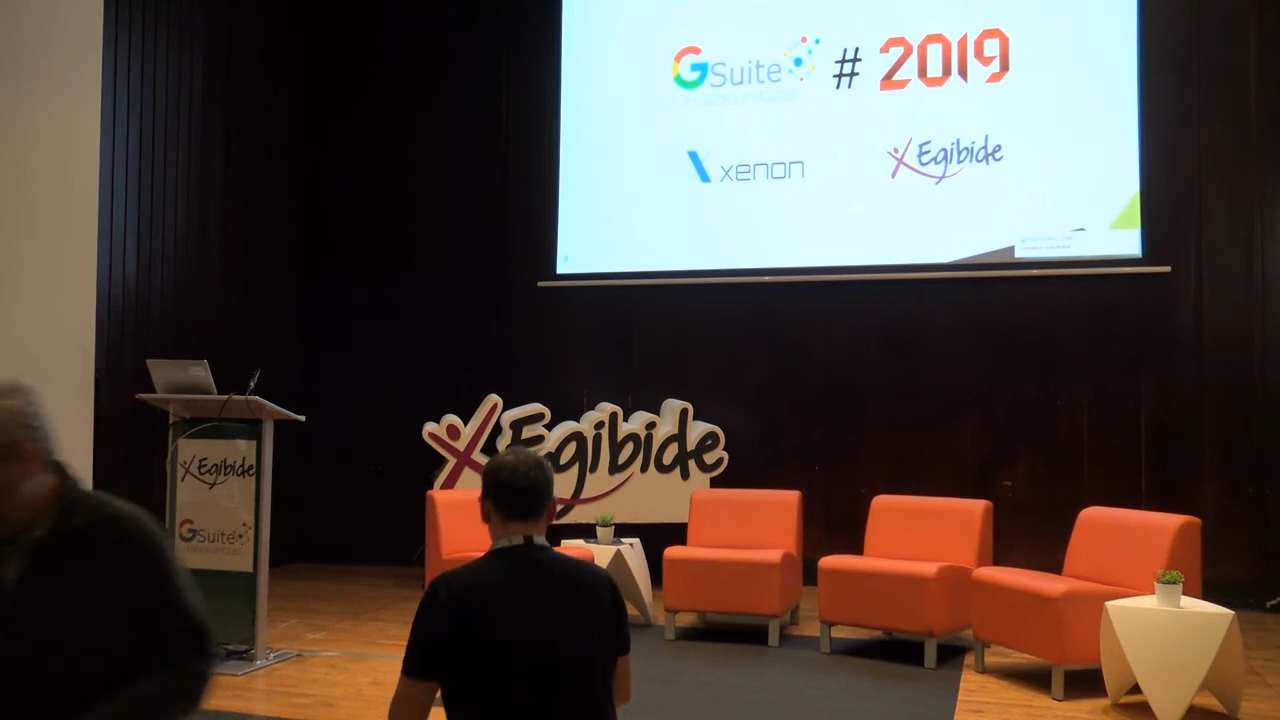 GSuite # 2019
xenon Egibide
Egibide
Egibide
GSuite